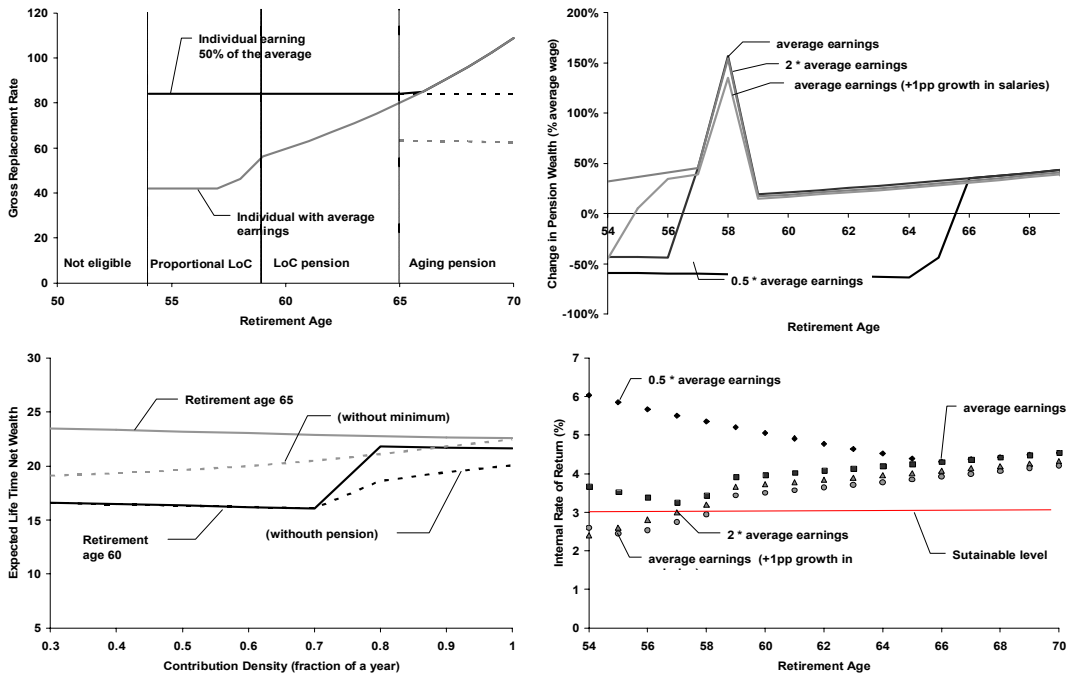 120
100
80
60
40
20
0
Gross Replacement Rate
Individual earning
50% of the average
Individual with average
earnings
Not eligible
Proportional LoC
LoC pension
Aging pension
50
55
60
65
70
Retirement Age
200%
150%
100%
50%
0%
-50%
-100%
Change in Pension Wealth (% average wage)
average earnings
2 * average earnings
average earnings (+1pp growth in salaries)
54
56
58
60
62
64
66
68
0.5 * average earnings
Retirement Age
30
25
20
15
10
5
Expected Life Time Net Wealth
Retirement age 65
(without minimum)
Retirement
age 60
(withouth pension)
0.3
0.4
0.5
0.6
0.7
0.8
0.9
1
Contribution Density (fraction of a year)
7
6
5
4
3
2
1
0
Internal Rate of Return (%)
0.5 * average earnings
average earnings
2 * average earnings
average earnings (+1pp growth in
Sutainable level
54
56
58
60
62
64
66
68
70
Retirement Age